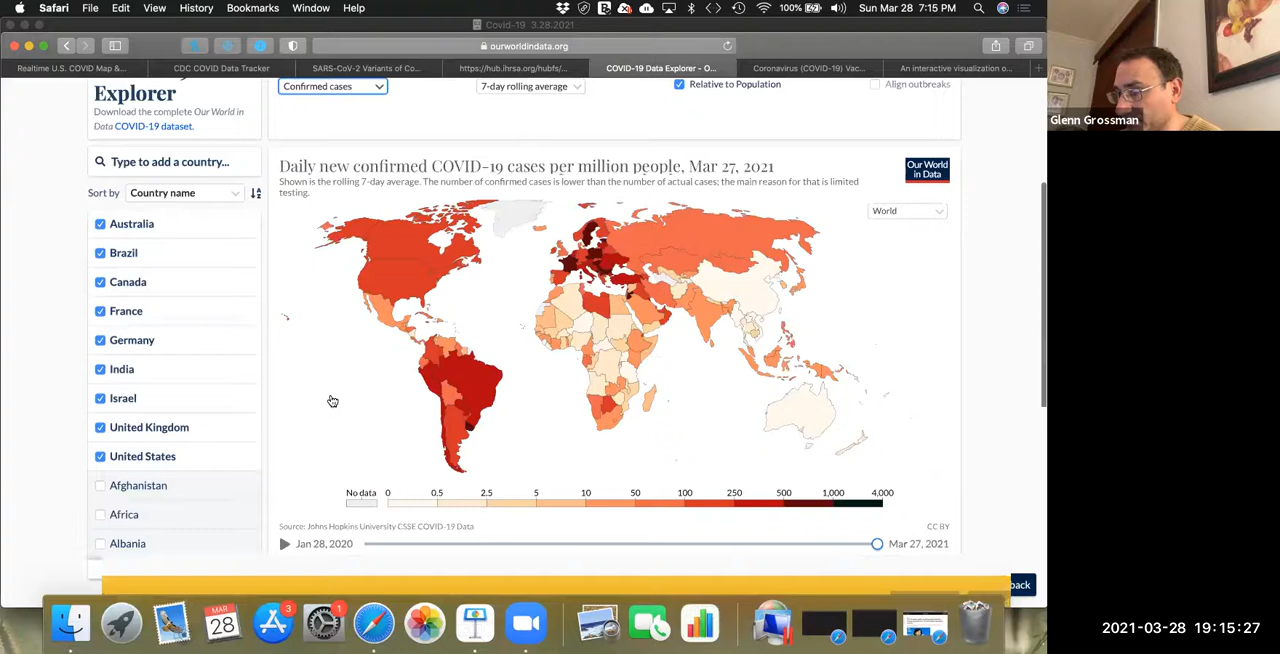 Safari File Edit View History Bookmarks Window Help
100% Sun Mar 28 7:15 PM
Covid-19 3.28.2021
ourworldindata.org
Realtime U.S. COVID Map &...
CDC COVID Data Tracker
SARS-CoV-2 Variants of Co...
https://hub.ihrsa.org/hubfs/...
COVID-19 Data Explorer - O...
Coronavirus (COVID-19) Vac...
An interactive visualization o...
Explorer
Download the complete Our World in
Data COVID-19 dataset.
Confirmed cases
7-day rolling average
Relative to Population
Align outbreaks
Type to add a country...
Sort by Country name
Australia
Brazil
Canada
France
Germany
India
Israel
United Kingdom
United States
Afghanistan
Africa
Albania
Daily new confirmed COVID-19 cases per million people, Mar 27, 2021
Shown is the rolling 7-day average. The number of confirmed cases is lower than the number of actual cases; the main reason for that is limited
testing.
Our World
in Data
World
No data 0 0.5 2.5 5 10 50 100 250 500 1,000 4,000
Source: Johns Hopkins University CSSE COVID-19 Data
CC BY
Jan 28, 2020
Mar 27, 2021
back
MAR
28
3
1
Glenn Grossman
2021-03-28 19:15:27